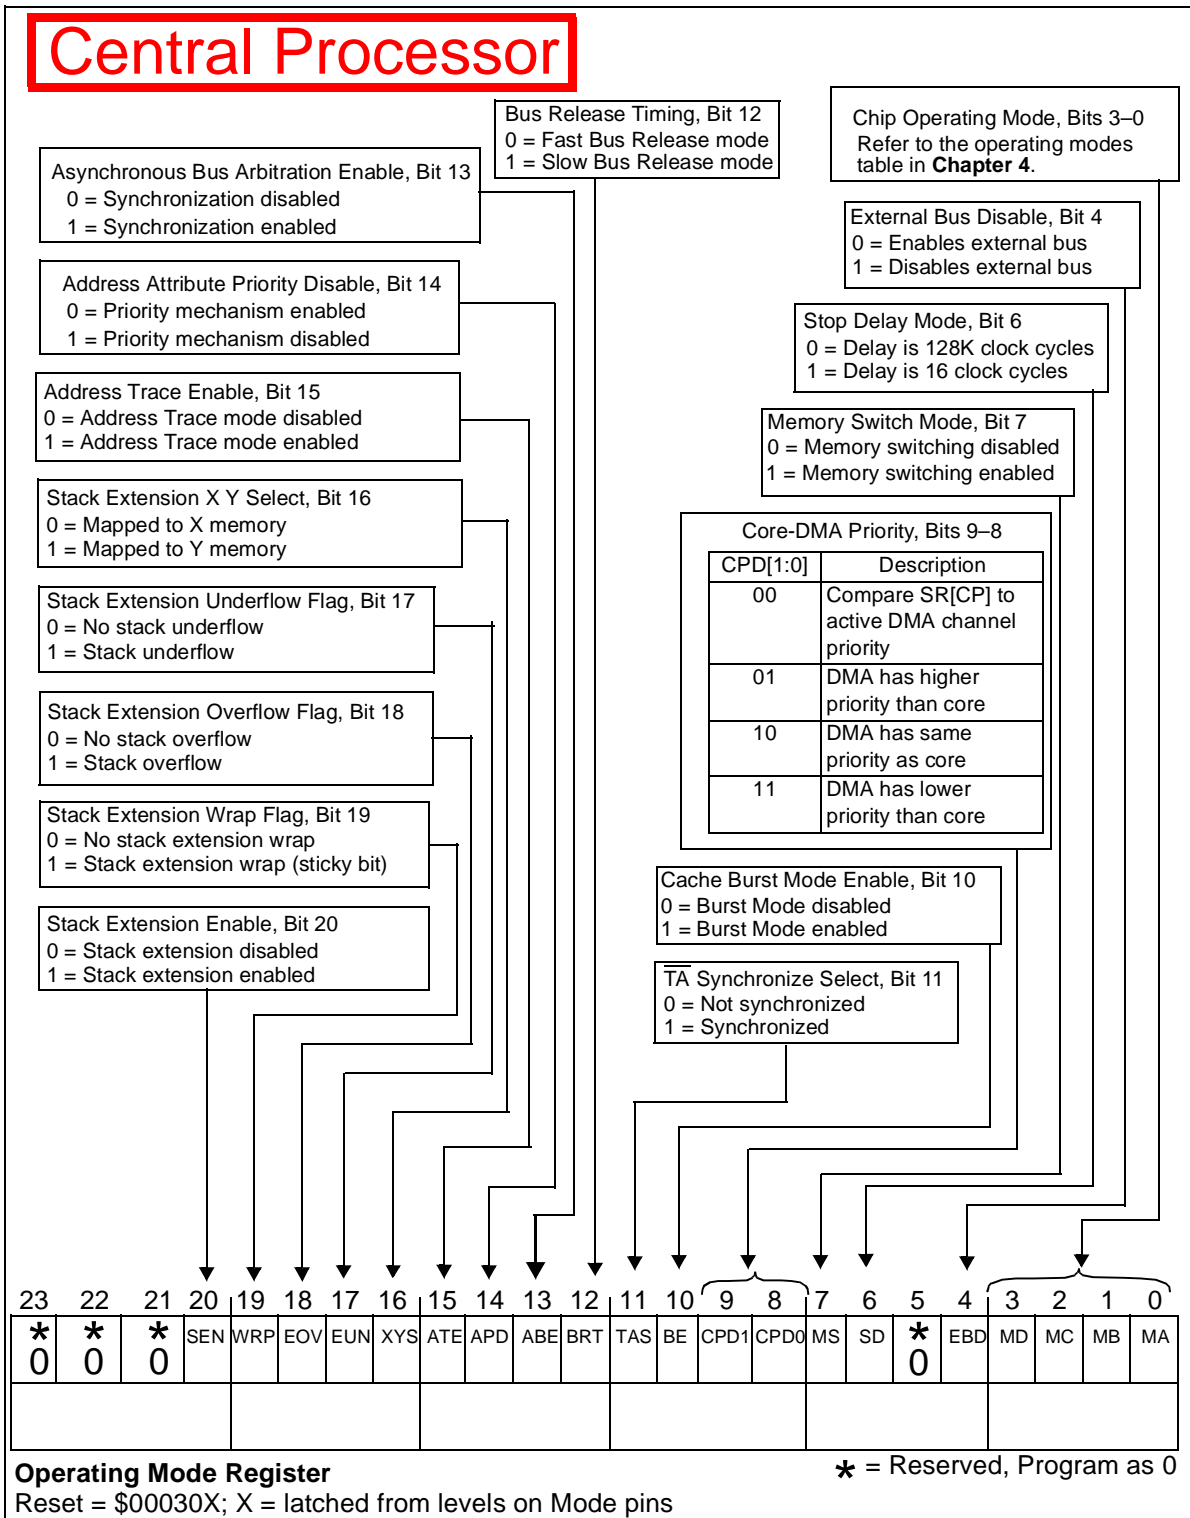 Central Processor
Bus Release Timing, Bit 12
0 = Fast Bus Release mode
1 = Slow Bus Release mode
Chip Operating Mode, Bits 3–0
Refer to the operating modes
table in Chapter 4.
Asynchronous Bus Arbitration Enable, Bit 13
0 = Synchronization disabled
1 = Synchronization enabled
External Bus Disable, Bit 4
0 = Enables external bus
1 = Disables external bus
Address Attribute Priority Disable, Bit 14
0 = Priority mechanism enabled
1 = Priority mechanism disabled
Stop Delay Mode, Bit 6
0 = Delay is 128K clock cycles
1 = Delay is 16 clock cycles
Address Trace Enable, Bit 15
0 = Address Trace mode disabled
1 = Address Trace mode enabled
Memory Switch Mode, Bit 7
0 = Memory switching disabled
1 = Memory switching enabled
Stack Extension X Y Select, Bit 16
0 = Mapped to X memory
1 = Mapped to Y memory
Core-DMA Priority, Bits 9–8
CPD[1:0] Description
00 Compare SR[CP] to
active DMA channel
priority
01 DMA has higher
priority than core
10 DMA has same
priority as core
11 DMA has lower
priority than core
Stack Extension Underflow Flag, Bit 17
0 = No stack underflow
1 = Stack underflow
Stack Extension Overflow Flag, Bit 18
0 = No stack overflow
1 = Stack overflow
Stack Extension Wrap Flag, Bit 19
0 = No stack extension wrap
1 = Stack extension wrap (sticky bit)
Cache Burst Mode Enable, Bit 10
0 = Burst Mode disabled
1 = Burst Mode enabled
Stack Extension Enable, Bit 20
0 = Stack extension disabled
1 = Stack extension enabled
T̅A̅ Synchronize Select, Bit 11
0 = Not synchronized
1 = Synchronized
23 22 21 20 19 18 17 16 15 14 13 12 11 10 9 8 7 6 5 4 3 2 1 0
* * * SEN WRP EOV EUN XYS ATE APD ABE BRT TAS BE CPD1 CPD0 MS SD * EBD MD MC MB MA
0 0 0 0
Operating Mode Register
* = Reserved, Program as 0
Reset = $00030X; X = latched from levels on Mode pins